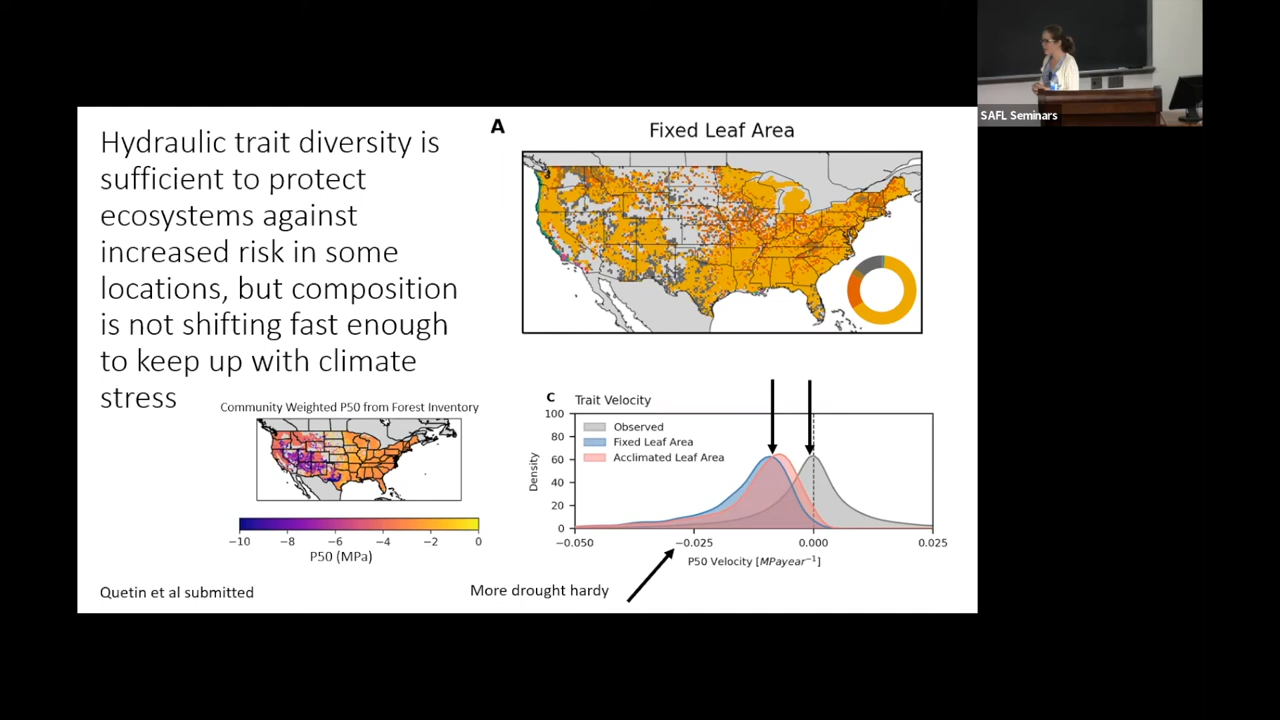 SAFL Seminars
Hydraulic trait diversity is
sufficient to protect
ecosystems against
increased risk in some
locations, but composition
is not shifting fast enough
to keep up with climate
stress
A
Fixed Leaf Area
Community Weighted P50 from Forest Inventory
−10 −8 −6 −4 −2 0
P50 (MPa)
C Trait Velocity
Observed
Fixed Leaf Area
Acclimated Leaf Area
Density
100
80
60
40
20
0
−0.050 −0.025 0.000 0.025
P50 Velocity [MPayear⁻¹]
More drought hardy
Quetin et al submitted